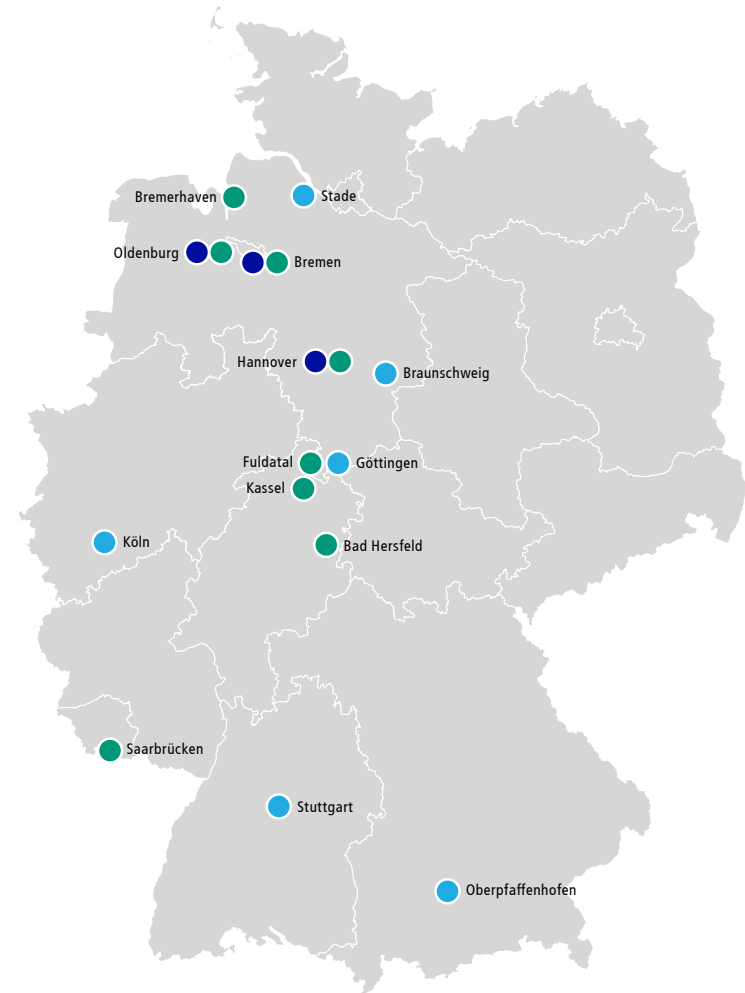 Bremerhaven
Stade
Oldenburg
Bremen
Hannover
Braunschweig
Fuldatal
Göttingen
Kassel
Köln
Bad Hersfeld
Saarbrücken
Stuttgart
Oberpfaffenhofen